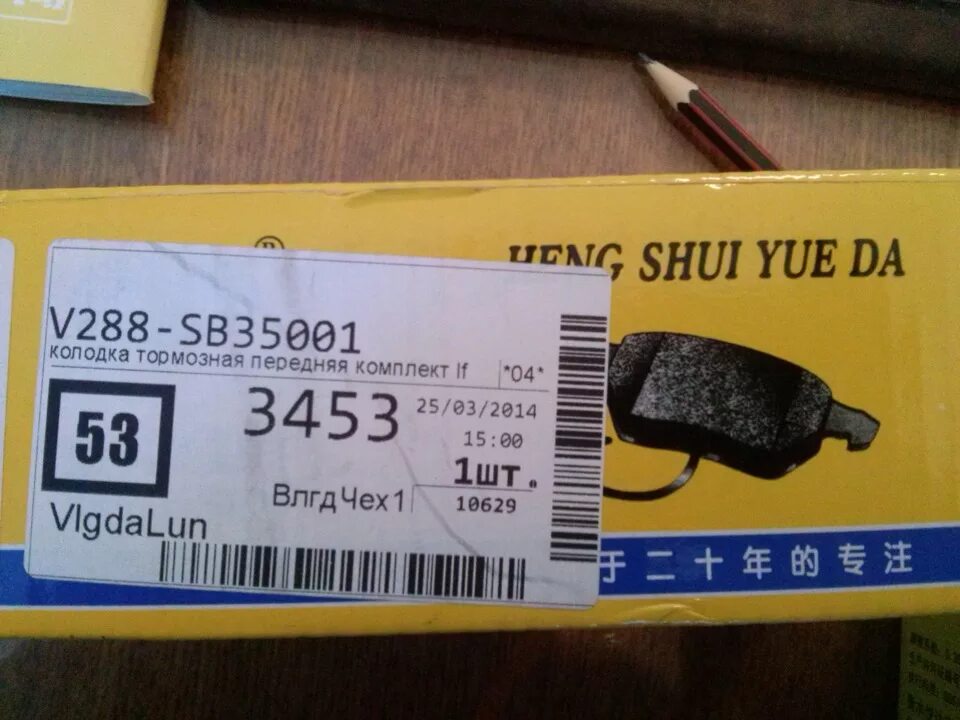 ®
HENG SHUI YUE DA
V288-SB35001
колодка тормозная передняя комплект lf
*04*
53
3453
25/03/2014
15:00
1шт.
ВлгдЧех1
10629
VlgdaLun
于二十年的专注